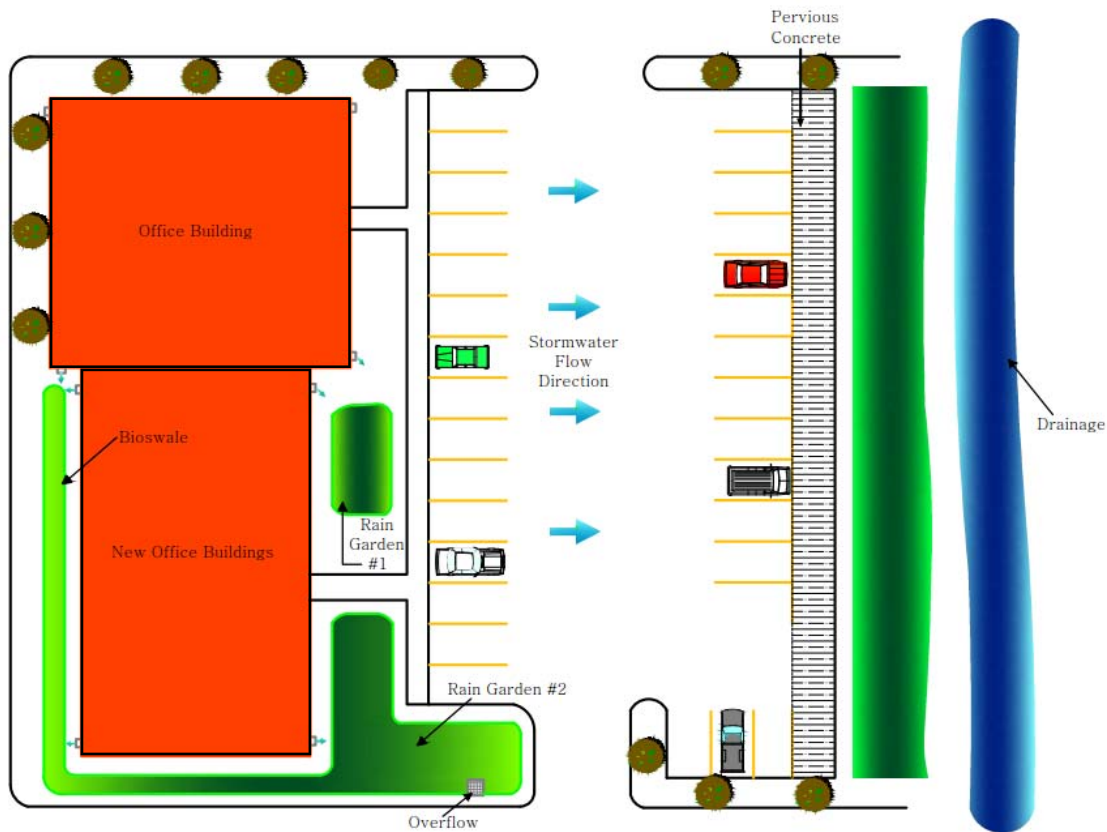 Pervious
Concrete
Office Building
Stormwater
Flow
Direction
Drainage
Bioswale
Rain
Garden
#1
New Office Buildings
Rain Garden #2
Overflow